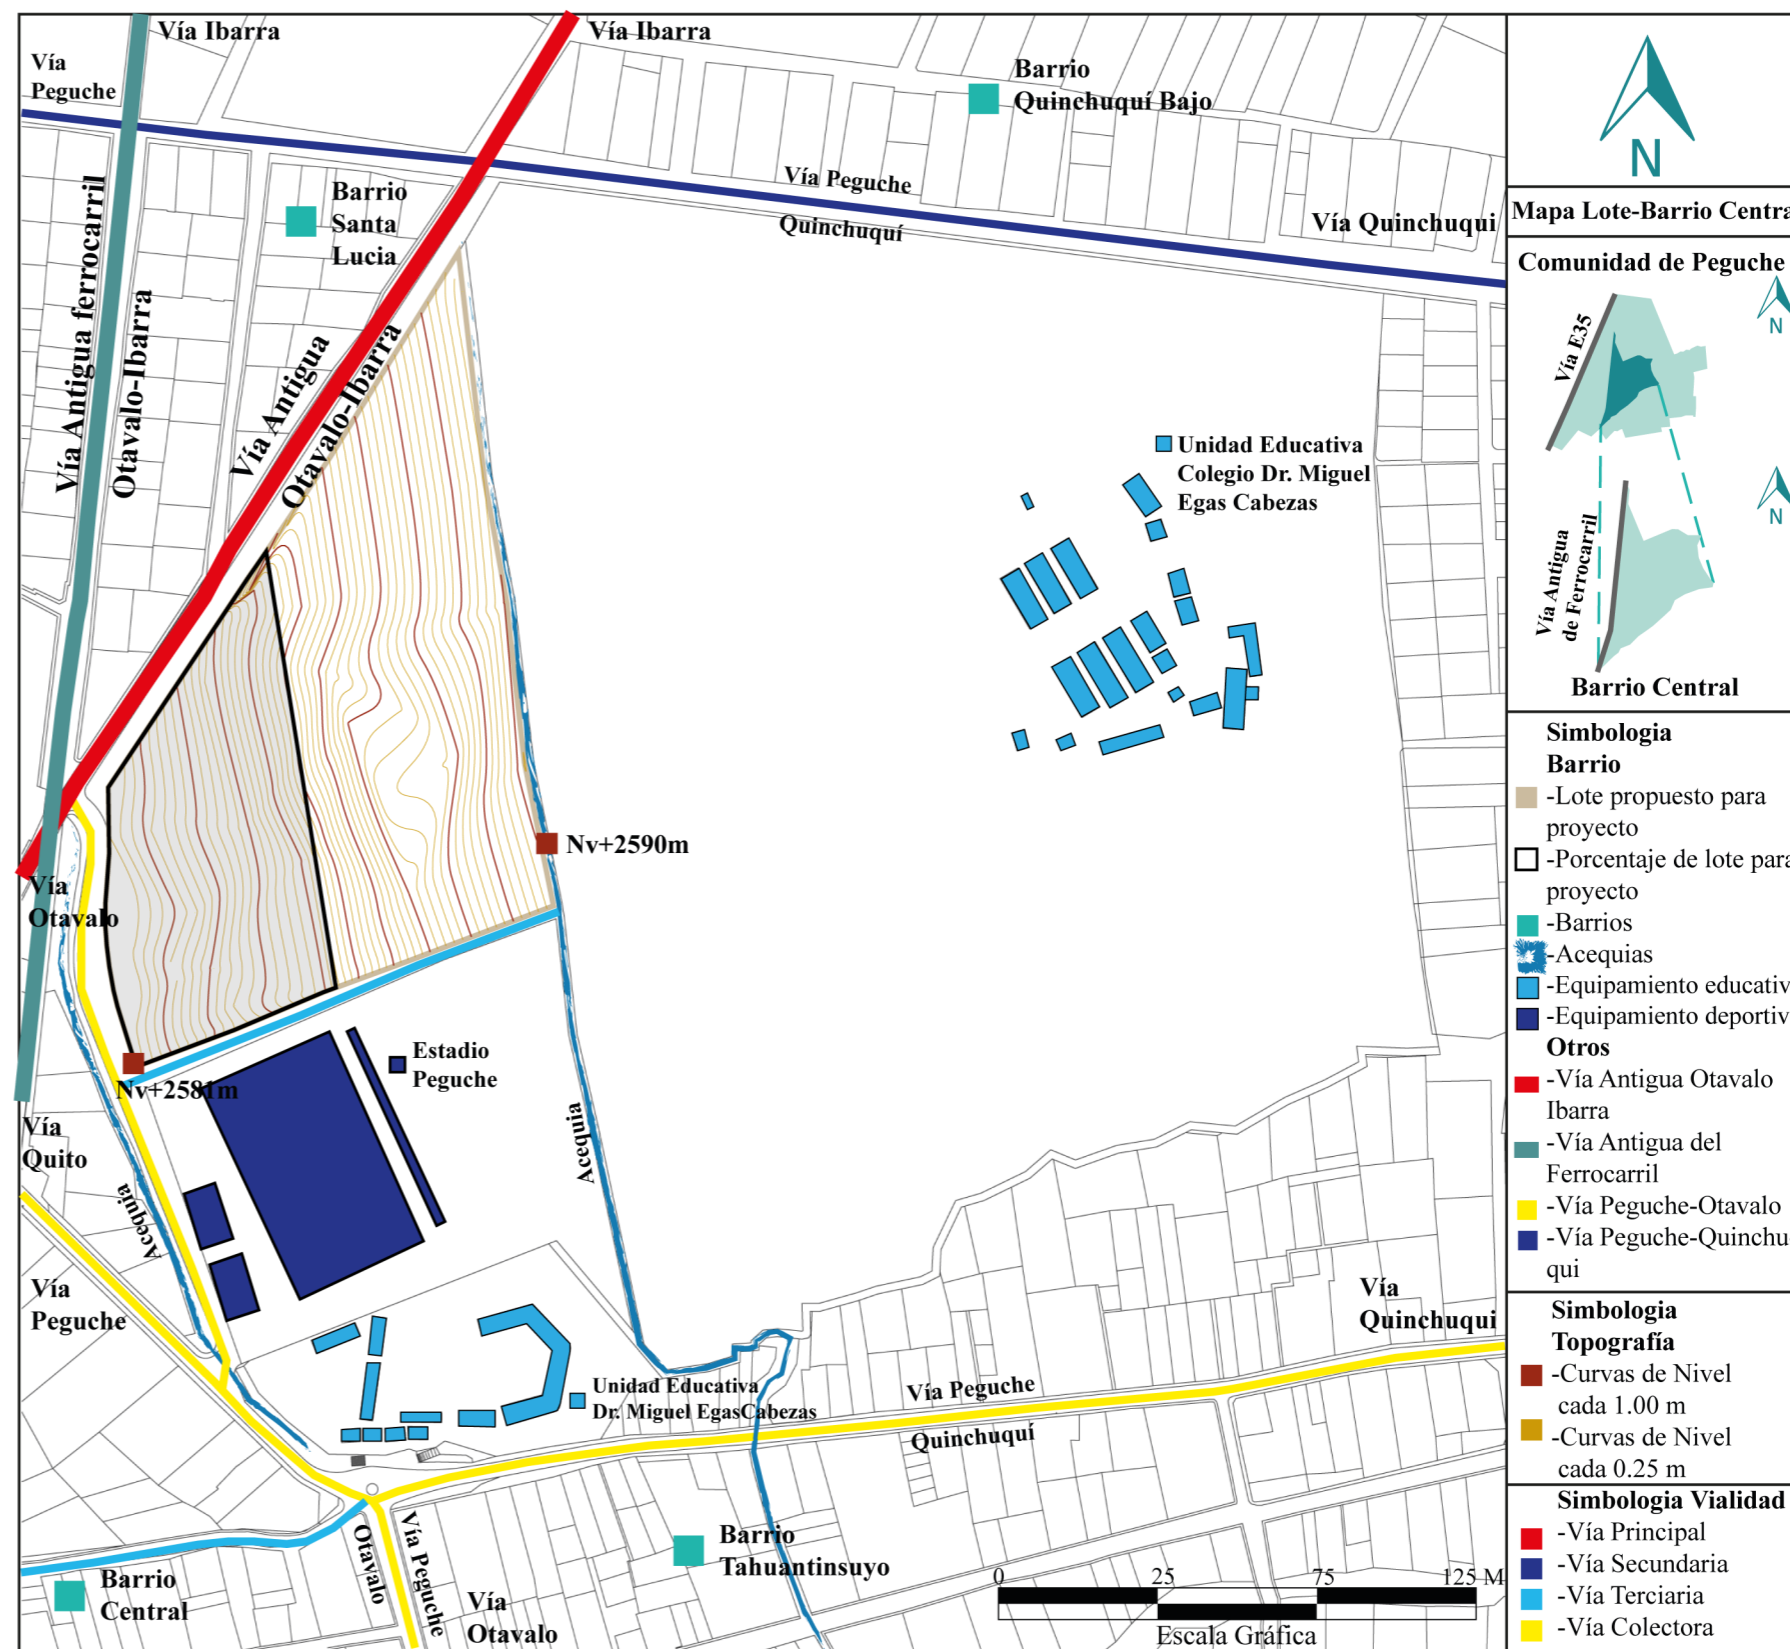 Vía Ibarra
Vía Ibarra
Vía
Peguche
Barrio
Quinchuquí Bajo
Vía Peguche
Quinchuquí
Vía Quinchuqui
Barrio
Santa
Lucia
Vía Antigua ferrocarril
Otavalo-Ibarra
Vía Antigua
Otavalo-Ibarra
Unidad Educativa
Colegio Dr. Miguel
Egas Cabezas
Nv+2590m
Vía
Otavalo
Nv+2581m
Estadio
Peguche
Vía
Quito
Acequia
Acequia
Vía
Peguche
Vía
Quinchuqui
Unidad Educativa
Dr. Miguel EgasCabezas
Vía Peguche
Quinchuquí
Otavalo
Vía Peguche
Barrio
Central
Vía
Otavalo
Barrio
Tahuantinsuyo
0 25 75 125 M
Escala Gráfica
N
Mapa Lote-Barrio Centra
Comunidad de Peguche
N
Vía E35
N
Vía Antigua
de Ferrocarril
Barrio Central
Simbologia
Barrio
-Lote propuesto para
proyecto
-Porcentaje de lote para
proyecto
-Barrios
-Acequias
-Equipamiento educativ
-Equipamiento deportiv
Otros
-Vía Antigua Otavalo
Ibarra
-Vía Antigua del
Ferrocarril
-Vía Peguche-Otavalo
-Vía Peguche-Quinchu
qui
Simbologia
Topografía
-Curvas de Nivel
cada 1.00 m
-Curvas de Nivel
cada 0.25 m
Simbologia Vialidad
-Vía Principal
-Vía Secundaria
-Vía Terciaria
-Vía Colectora